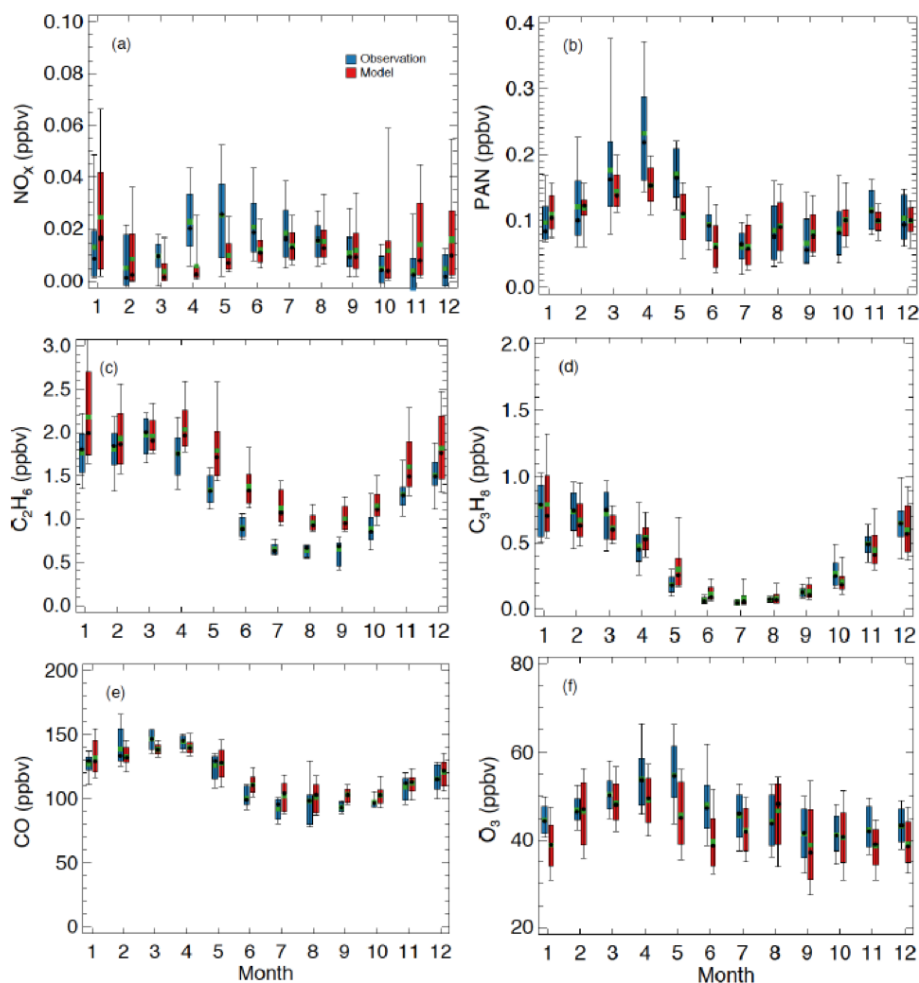 (a)
Observation
Model
NOX (ppbv)
0.10
0.08
0.06
0.04
0.02
0.00
1 2 3 4 5 6 7 8 9 10 11 12
(b)
PAN (ppbv)
0.4
0.3
0.2
0.1
0.0
1 2 3 4 5 6 7 8 9 10 11 12
(c)
C2H6 (ppbv)
3.0
2.5
2.0
1.5
1.0
0.5
0.0
1 2 3 4 5 6 7 8 9 10 11 12
(d)
C3H8 (ppbv)
2.0
1.5
1.0
0.5
0.0
1 2 3 4 5 6 7 8 9 10 11 12
(e)
CO (ppbv)
200
150
100
50
0
1 2 3 4 5 6 7 8 9 10 11 12
Month
(f)
O3 (ppbv)
80
60
40
20
1 2 3 4 5 6 7 8 9 10 11 12
Month